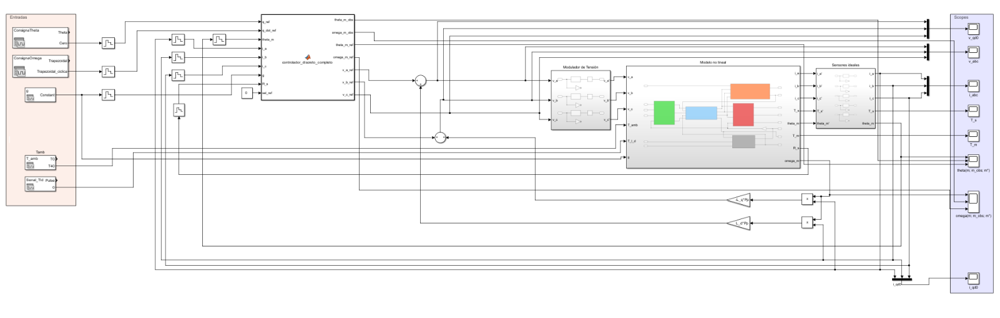 Entradas
ConsignaTheta
Theta
Cero
ConsignaOmega
Trapezoidal
Trapezoidal_ciclica
g
Constant
Tamb
T_amb
T0
T40
Pulse
0
q_ref
q_dot_ref
theta_m
i_a
i_b
i_c
g
R_s
sel_ref
0
controlador_discreto_completo
theta_m_obs
omega_m_obs
theta_m_ref
omega_m_ref
v_a_ref
v_b_ref
v_c_ref
Modulador de Tensión
v_a
v_b
v_c
v_a'
v_b'
v_c'
Modelo no lineal
v_a
v_b
v_c
T_amb
T_l_d
g
i_a
i_b
i_c
T_s
theta_m
T_m
R_s
omega_m
Sensores ideales
i_a'
i_b'
i_c'
T_s'
theta_m'
i_a
i_b
i_c
T_s
theta_m
-L_q*Pp
L_d*Pp
x
x
i_qd0
Scopes
v_qd0
v_abc
i_abc
T_s
T_m
theta(m; m_obs; m*)
omega(m; m_obs; m*)
i_qd0